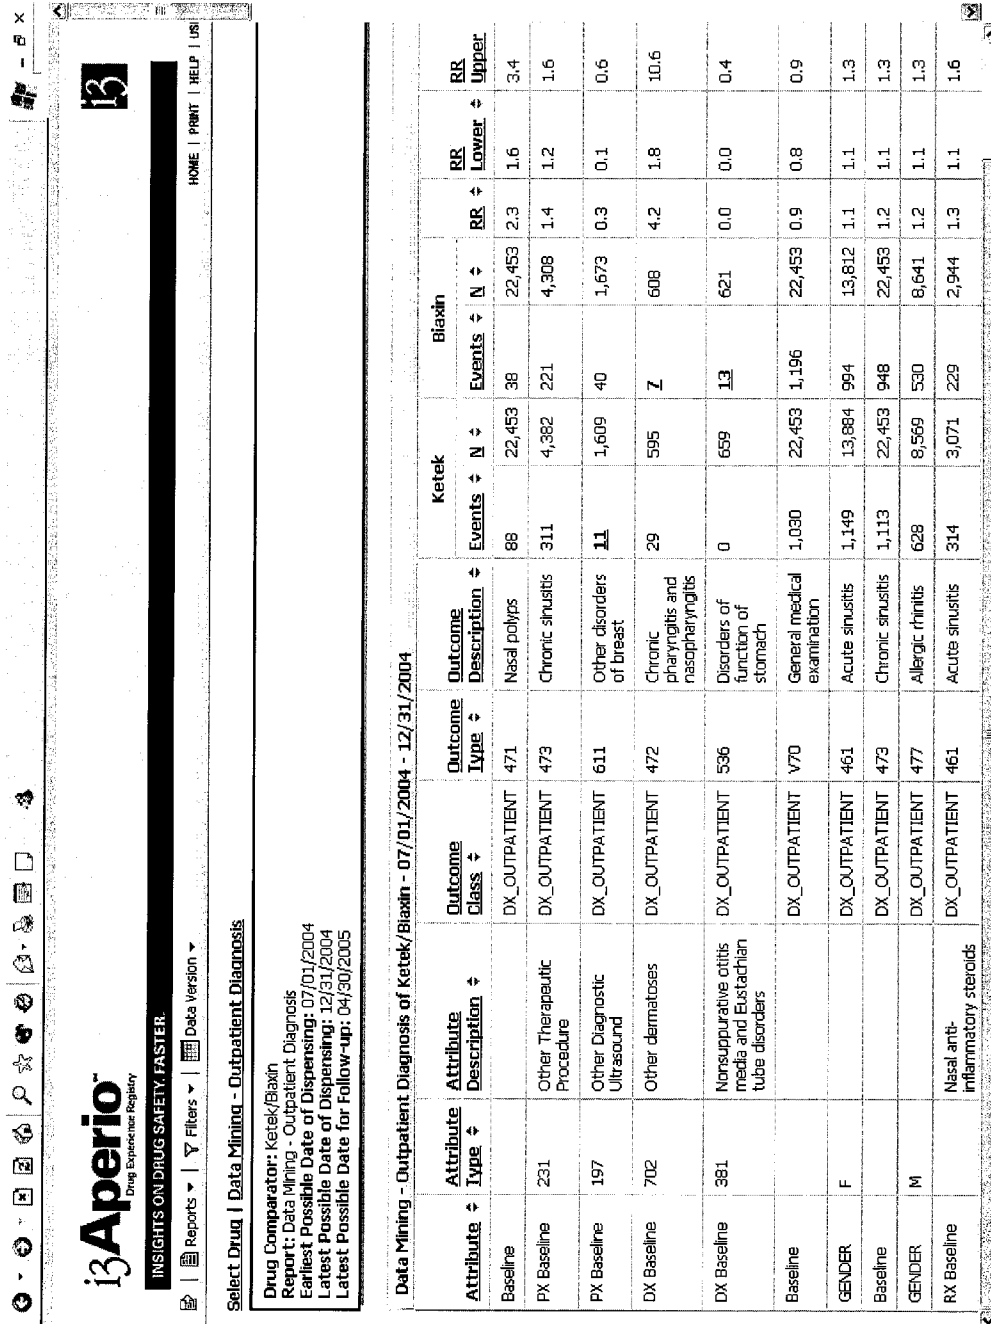 i3Aperio™
Drug Experience Registry
i3
INSIGHTS ON DRUG SAFETY. FASTER.
HOME | PRINT | HELP | USE
Reports | Filters | Data Version
Select Drug | Data Mining - Outpatient Diagnosis
Drug Comparator: Ketek/Biaxin
Report: Data Mining - Outpatient Diagnosis
Earliest Possible Date of Dispensing: 07/01/2004
Latest Possible Date of Dispensing: 12/31/2004
Latest Possible Date for Follow-up: 04/30/2005
Data Mining - Outpatient Diagnosis of Ketek/Biaxin - 07/01/2004 - 12/31/2004
Ketek Biaxin
Attribute Attribute Type Attribute Description Outcome Class Outcome Type Outcome Description Events N Events N RR RR Lower RR Upper
Baseline DX_OUTPATIENT 471 Nasal polyps 88 22,453 38 22,453 2.3 1.6 3.4
PX Baseline 231 Other Therapeutic Procedure DX_OUTPATIENT 473 Chronic sinusitis 311 4,382 221 4,308 1.4 1.2 1.6
PX Baseline 197 Other Diagnostic Ultrasound DX_OUTPATIENT 611 Other disorders of breast 11 1,609 40 1,673 0.3 0.1 0.6
DX Baseline 702 Other dermatoses DX_OUTPATIENT 472 Chronic pharyngitis and nasopharyngitis 29 595 7 608 4.2 1.8 10.6
DX Baseline 381 Nonsuppurative otitis media and Eustachian tube disorders DX_OUTPATIENT 536 Disorders of function of stomach 0 659 13 621 0.0 0.0 0.4
Baseline DX_OUTPATIENT V70 General medical examination 1,030 22,453 1,196 22,453 0.9 0.8 0.9
GENDER F DX_OUTPATIENT 461 Acute sinusitis 1,149 13,884 994 13,812 1.1 1.1 1.3
Baseline DX_OUTPATIENT 473 Chronic sinusitis 1,113 22,453 948 22,453 1.2 1.1 1.3
GENDER M DX_OUTPATIENT 477 Allergic rhinitis 628 8,569 530 8,641 1.2 1.1 1.3
RX Baseline Nasal anti-inflammatory steroids DX_OUTPATIENT 461 Acute sinusitis 314 3,071 229 2,944 1.3 1.1 1.6